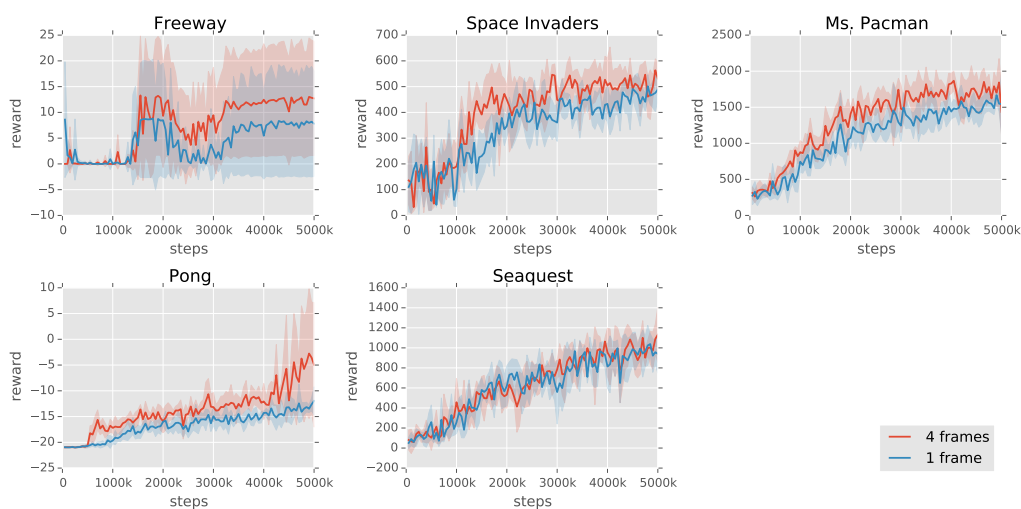 Freeway
25
20
15
10
5
0
−5
−10
reward
0 1000k 2000k 3000k 4000k 5000k
steps
Space Invaders
700
600
500
400
300
200
100
0
reward
0 1000k 2000k 3000k 4000k 5000k
steps
Ms. Pacman
2500
2000
1500
1000
500
0
reward
0 1000k 2000k 3000k 4000k 5000k
steps
Pong
10
5
0
−5
−10
−15
−20
−25
reward
0 1000k 2000k 3000k 4000k 5000k
steps
Seaquest
1600
1400
1200
1000
800
600
400
200
0
−200
reward
0 1000k 2000k 3000k 4000k 5000k
steps
4 frames
1 frame